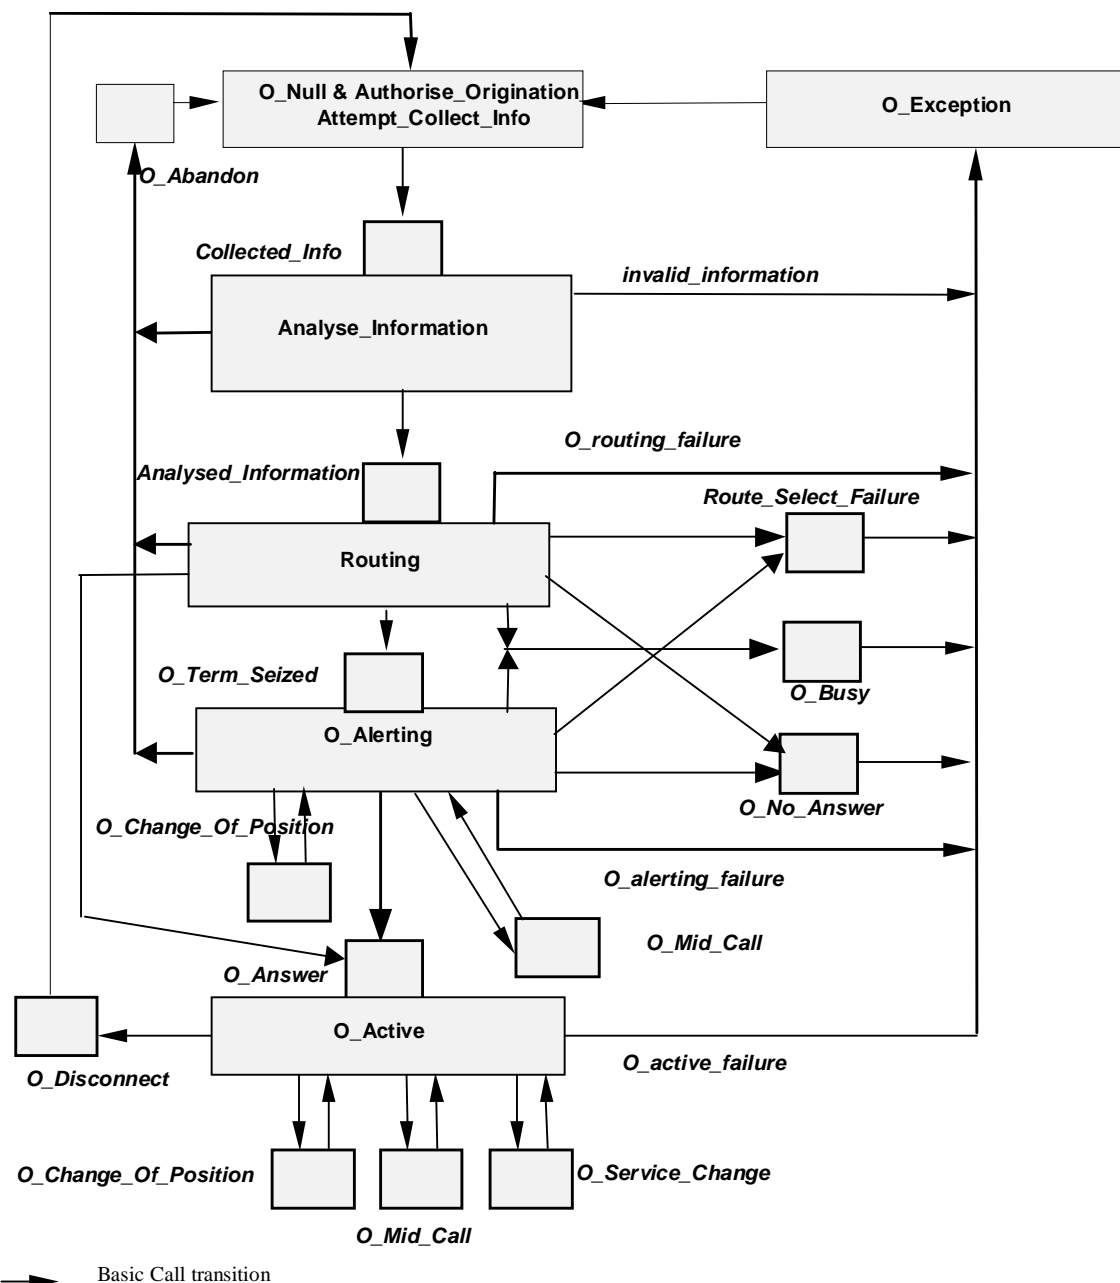 O_Null & Authorise_Origination
Attempt_Collect_Info
O_Exception
O_Abandon
Collected_Info
invalid_information
Analyse_Information
O_routing_failure
Analysed_Information
Route_Select_Failure
Routing
O_Term_Seized
O_Busy
O_Alerting
O_No_Answer
O_Change_Of_Position
O_alerting_failure
O_Mid_Call
O_Answer
O_Active
O_active_failure
O_Disconnect
O_Change_Of_Position
O_Service_Change
O_Mid_Call
Basic Call transition